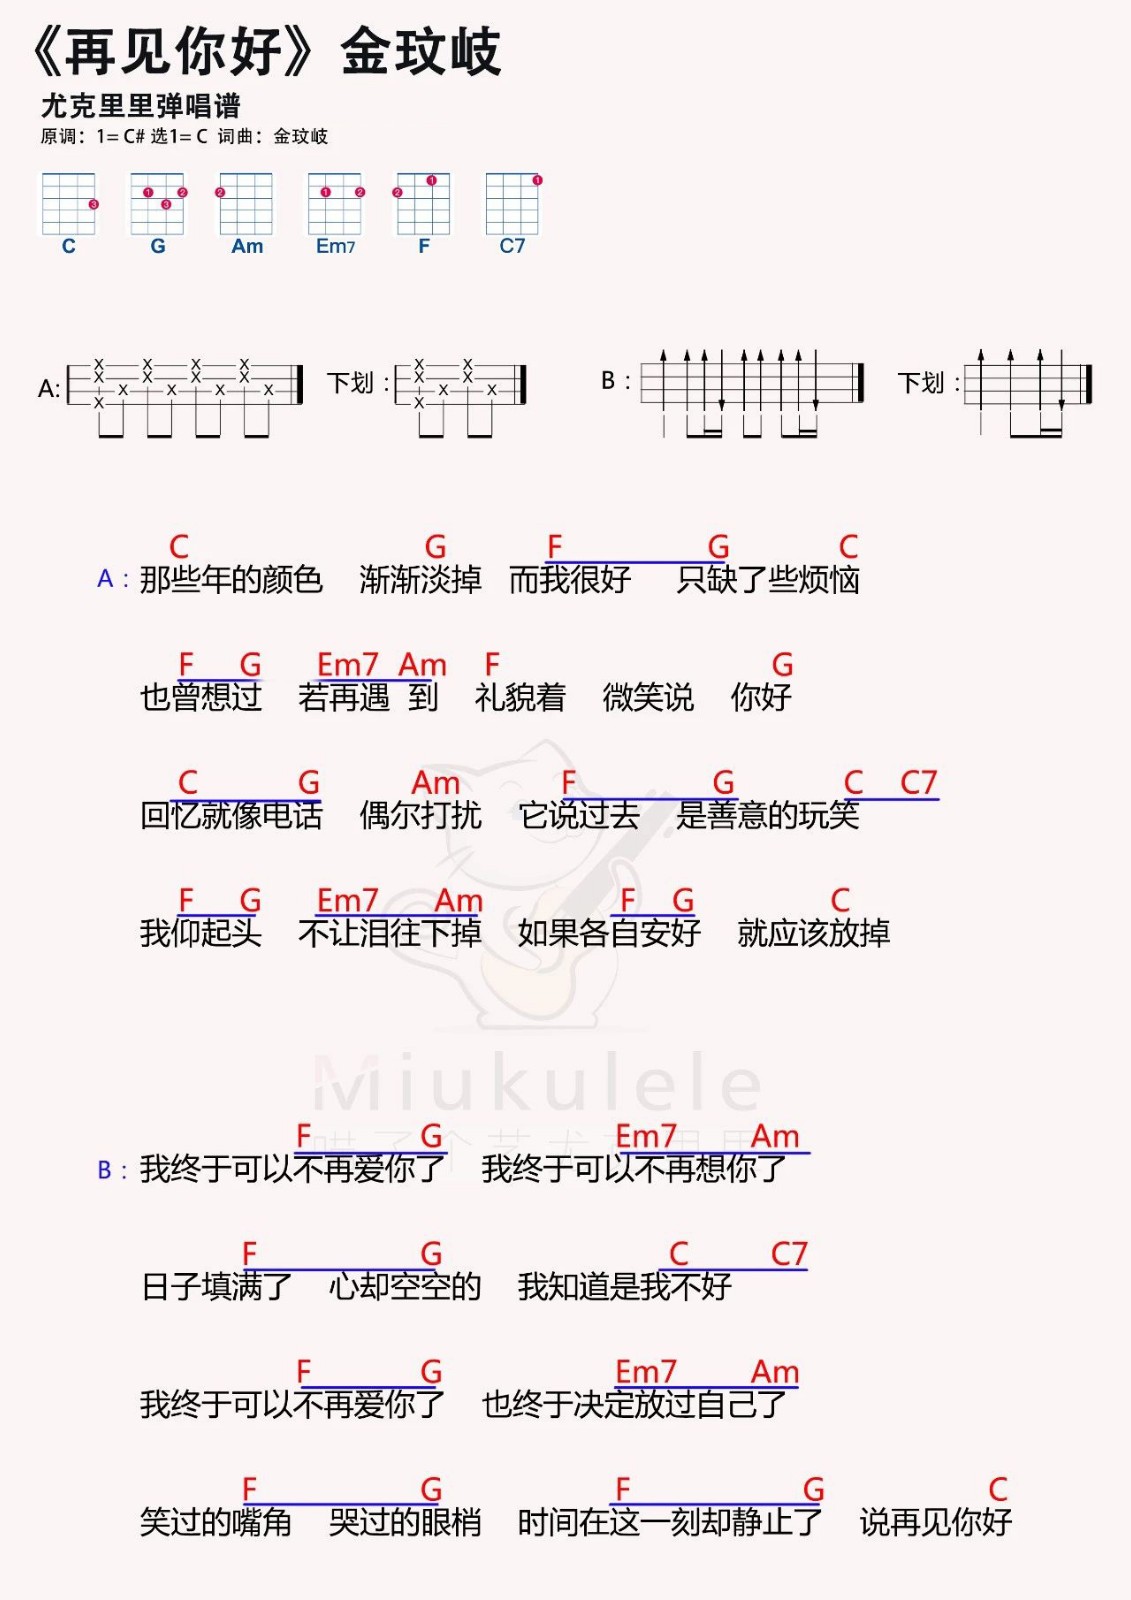 《再见你好》金玟岐
尤克里里弹唱谱
原调：1= C# 选1= C 词曲：金玟岐
C G Am Em7 F C7
A: 下划： B： 下划：
C G F G C
A：那些年的颜色 渐渐淡掉 而我很好 只缺了些烦恼
F G Em7 Am F G
也曾想过 若再遇 到 礼貌着 微笑说 你好
C G Am F G C C7
回忆就像电话 偶尔打扰 它说过去 是善意的玩笑
F G Em7 Am F G C
我仰起头 不让泪往下掉 如果各自安好 就应该放掉
Miukulele
F G Em7 Am
B：我终于可以不再爱你了 我终于可以不再想你了
F G C C7
日子填满了 心却空空的 我知道是我不好
F G Em7 Am
我终于可以不再爱你了 也终于决定放过自己了
F G F G C
笑过的嘴角 哭过的眼梢 时间在这一刻却静止了 说再见你好